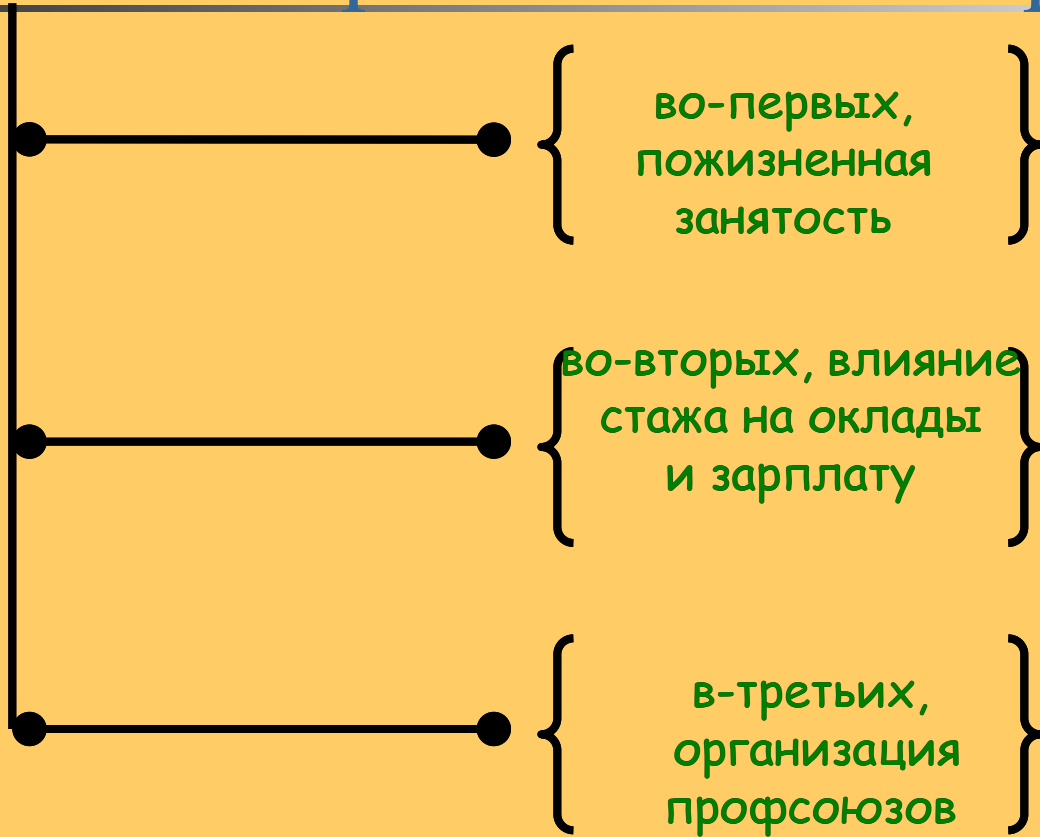 во-первых,
пожизненная
занятость
во-вторых, влияние
стажа на оклады
и зарплату
в-третьих,
организация
профсоюзов